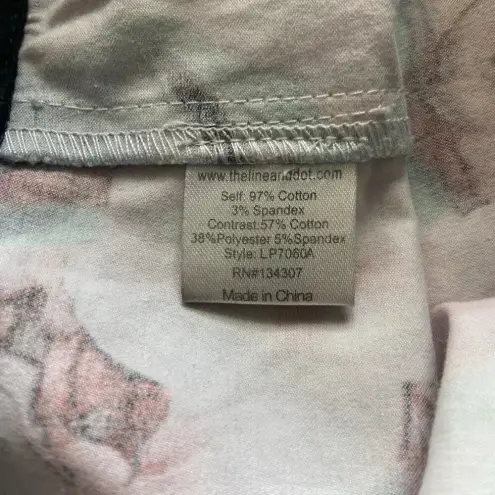 www.thelineanddot.com
Self: 97% Cotton
3% Spandex
Contrast:57% Cotton
38%Polyester 5%Spandex
Style: LP7060A
RN#134307
Made in China